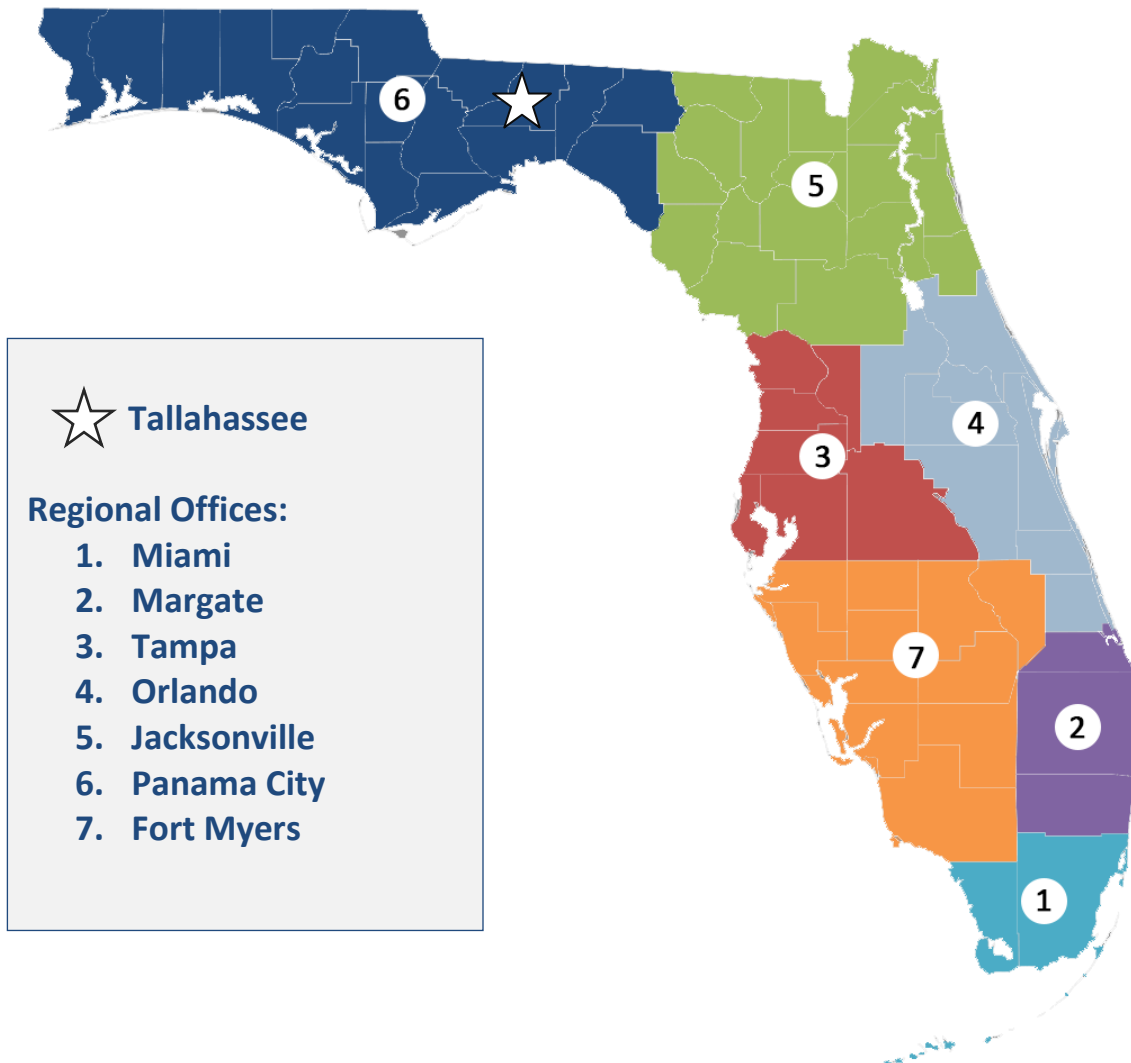 6
5
4
3
7
2
1
Tallahassee
Regional Offices:
1. Miami
2. Margate
3. Tampa
4. Orlando
5. Jacksonville
6. Panama City
7. Fort Myers